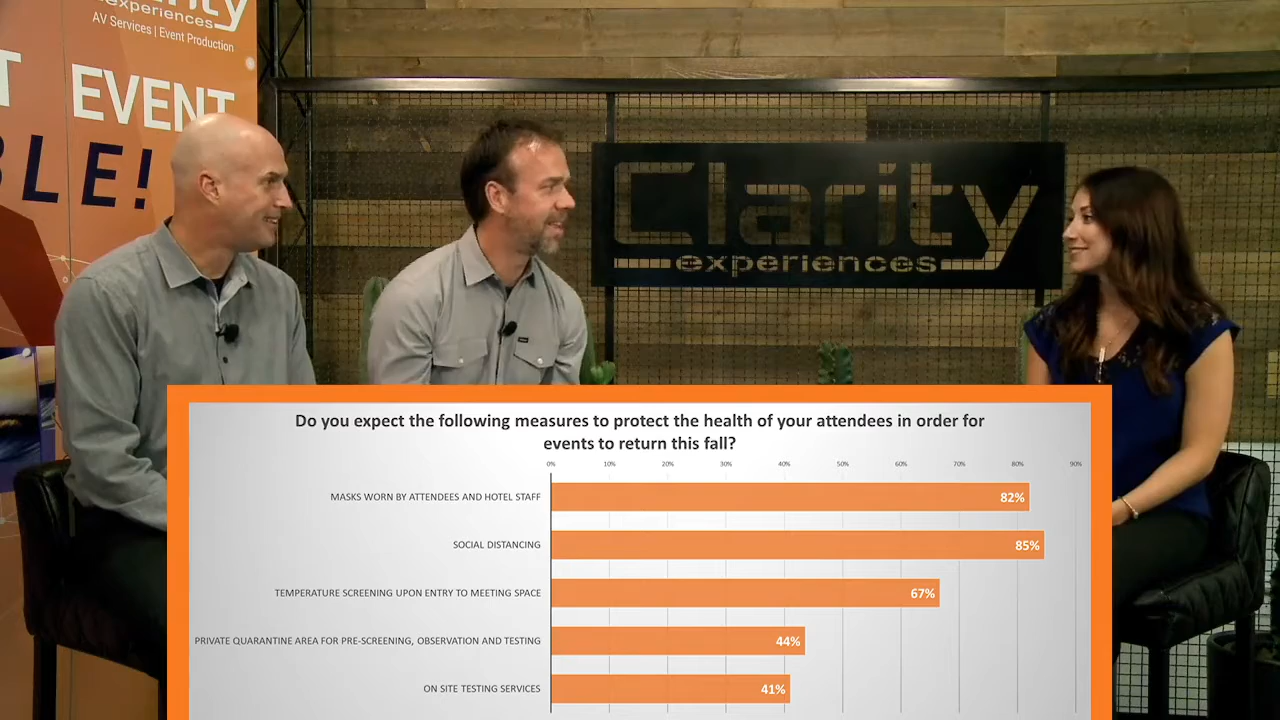 experiences
AV Services | Event Production
EVENT
BLE!
Clarity
experiences
Do you expect the following measures to protect the health of your attendees in order for
events to return this fall?
0% 10% 20% 30% 40% 50% 60% 70% 80% 90%
MASKS WORN BY ATTENDEES AND HOTEL STAFF 82%
SOCIAL DISTANCING 85%
TEMPERATURE SCREENING UPON ENTRY TO MEETING SPACE 67%
PRIVATE QUARANTINE AREA FOR PRE-SCREENING, OBSERVATION AND TESTING 44%
ON SITE TESTING SERVICES 41%